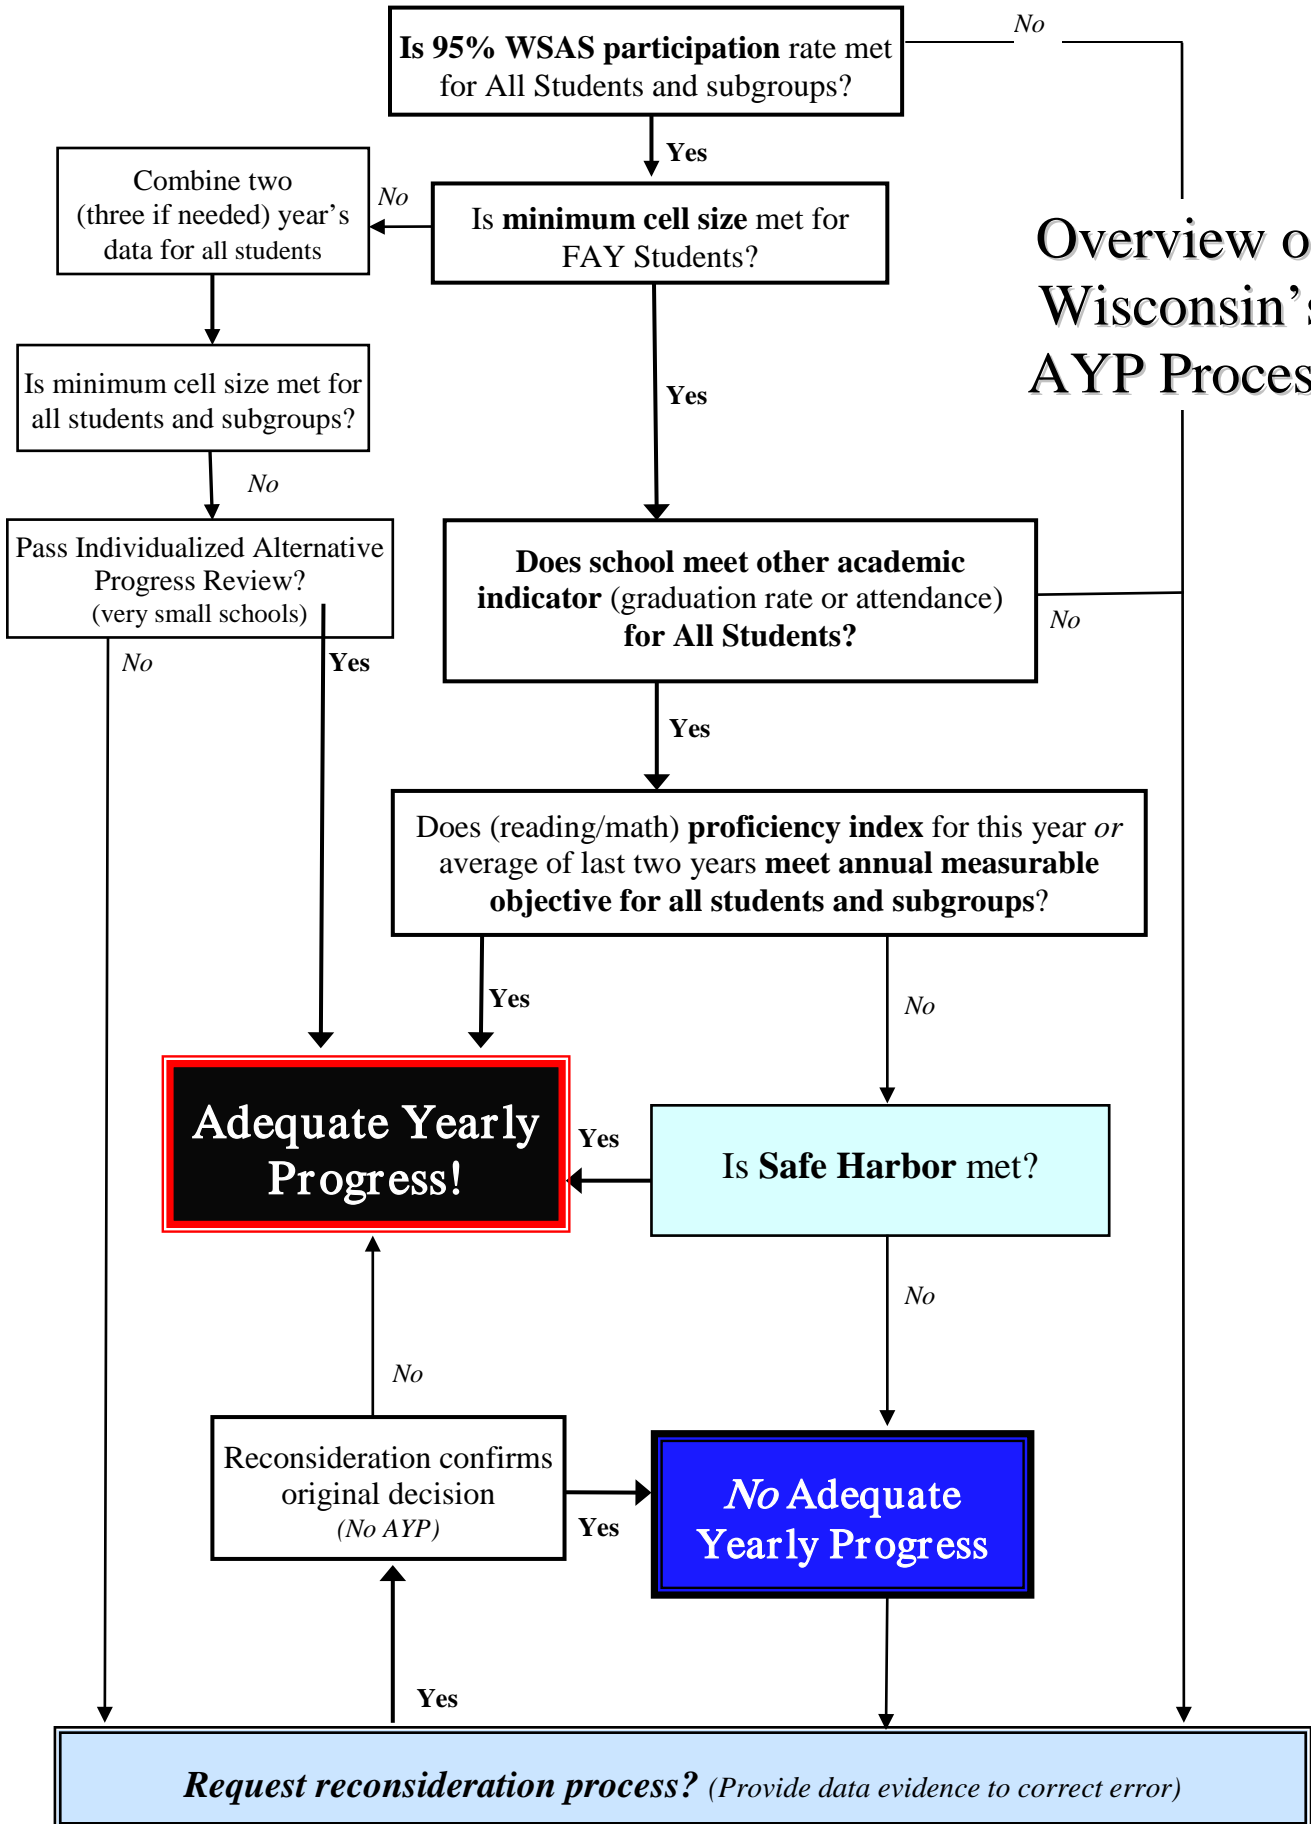 Is 95% WSAS participation rate met
for All Students and subgroups?
No
Yes
Combine two
(three if needed) year’s
data for all students
No
Is minimum cell size met for
FAY Students?
Overview o
Wisconsin’s
AYP Proces
Is minimum cell size met for
all students and subgroups?
Yes
No
Pass Individualized Alternative
Progress Review?
(very small schools)
Does school meet other academic
indicator (graduation rate or attendance)
for All Students?
No
No
Yes
Yes
Does (reading/math) proficiency index for this year or
average of last two years meet annual measurable
objective for all students and subgroups?
Yes
No
Adequate Yearly
Progress!
Yes
Is Safe Harbor met?
No
No
Reconsideration confirms
original decision
(No AYP)
Yes
No Adequate
Yearly Progress
Yes
Request reconsideration process? (Provide data evidence to correct error)